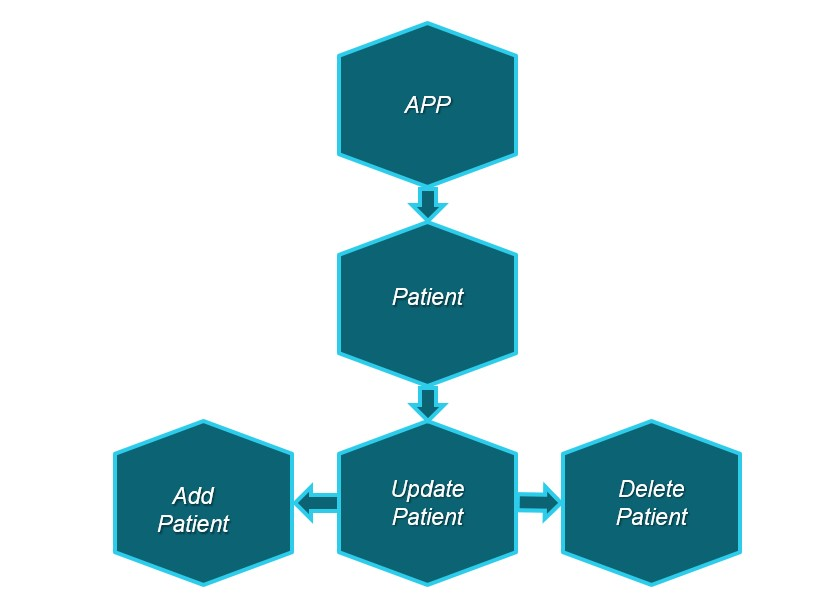 APP
Patient
Add
Patient
Update
Patient
Delete
Patient